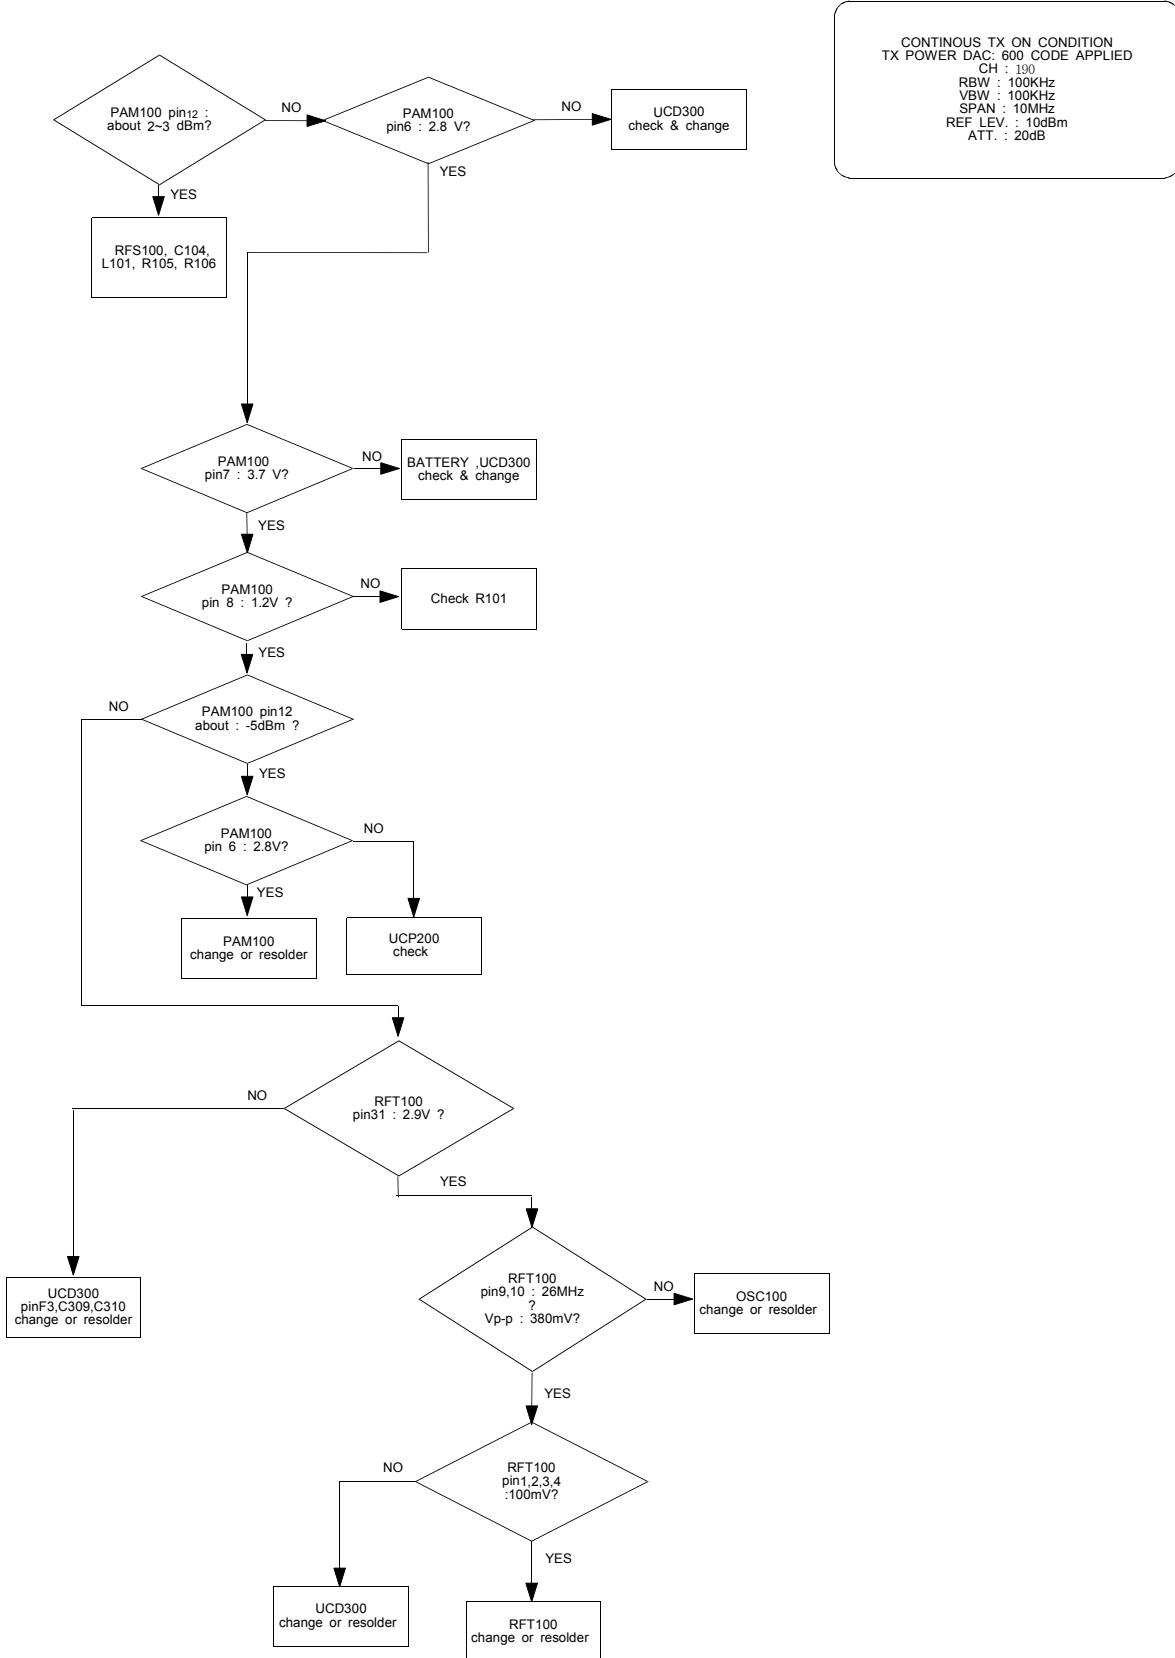 CONTINOUS TX ON CONDITION
TX POWER DAC: 600 CODE APPLIED
CH : 190
RBW : 100KHz
VBW : 100KHz
SPAN : 10MHz
REF LEV. : 10dBm
ATT. : 20dB
PAM100 pin12 :
about 2~3 dBm?
NO
PAM100
pin6 : 2.8 V?
NO
UCD300
check & change
YES
YES
RFS100, C104,
L101, R105, R106
PAM100
pin7 : 3.7 V?
NO
BATTERY ,UCD300
check & change
YES
PAM100
pin 8 : 1.2V ?
NO
Check R101
YES
NO
PAM100 pin12
about : -5dBm ?
YES
PAM100
pin 6 : 2.8V?
NO
YES
PAM100
change or resolder
UCP200
check
RFT100
pin31 : 2.9V ?
NO
YES
UCD300
pinF3,C309,C310
change or resolder
RFT100
pin9,10 : 26MHz
?
Vp-p : 380mV?
NO
OSC100
change or resolder
YES
RFT100
pin1,2,3,4
:100mV?
NO
YES
UCD300
change or resolder
RFT100
change or resolder